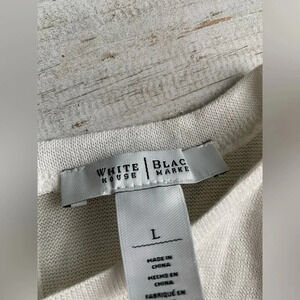 WHITE | BLAC
HOUSE | MARKE
L
MADE IN
CHINA
HECHO EN
CHINA
FABRIQUÉ EN